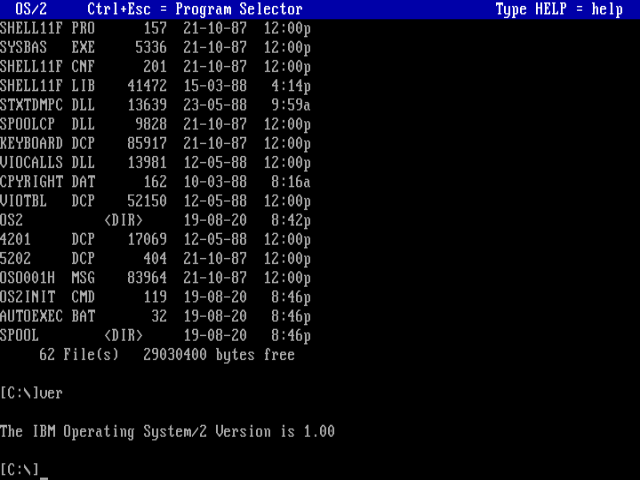 OS/2 Ctrl+Esc = Program Selector Type HELP = help
SHELL11F PRO 157 21-10-87 12:00p
SYSBAS EXE 5336 21-10-87 12:00p
SHELL11F CNF 201 21-10-87 12:00p
SHELL11F LIB 41472 15-03-88 4:14p
STXTDMPC DLL 13639 23-05-88 9:59a
SPOOLCP DLL 9828 21-10-87 12:00p
KEYBOARD DCP 85917 21-10-87 12:00p
VIOCALLS DLL 13981 12-05-88 12:00p
CPYRIGHT DAT 162 10-03-88 8:16a
VIOTBL DCP 52150 12-05-88 12:00p
OS2 <DIR> 19-08-20 8:42p
4201 DCP 17069 12-05-88 12:00p
5202 DCP 404 21-10-87 12:00p
OSO001H MSG 83964 21-10-87 12:00p
OS2INIT CMD 119 19-08-20 8:46p
AUTOEXEC BAT 32 19-08-20 8:46p
SPOOL <DIR> 19-08-20 8:46p
62 File(s) 29030400 bytes free
[C:\]ver
The IBM Operating System/2 Version is 1.00
[C:\]_